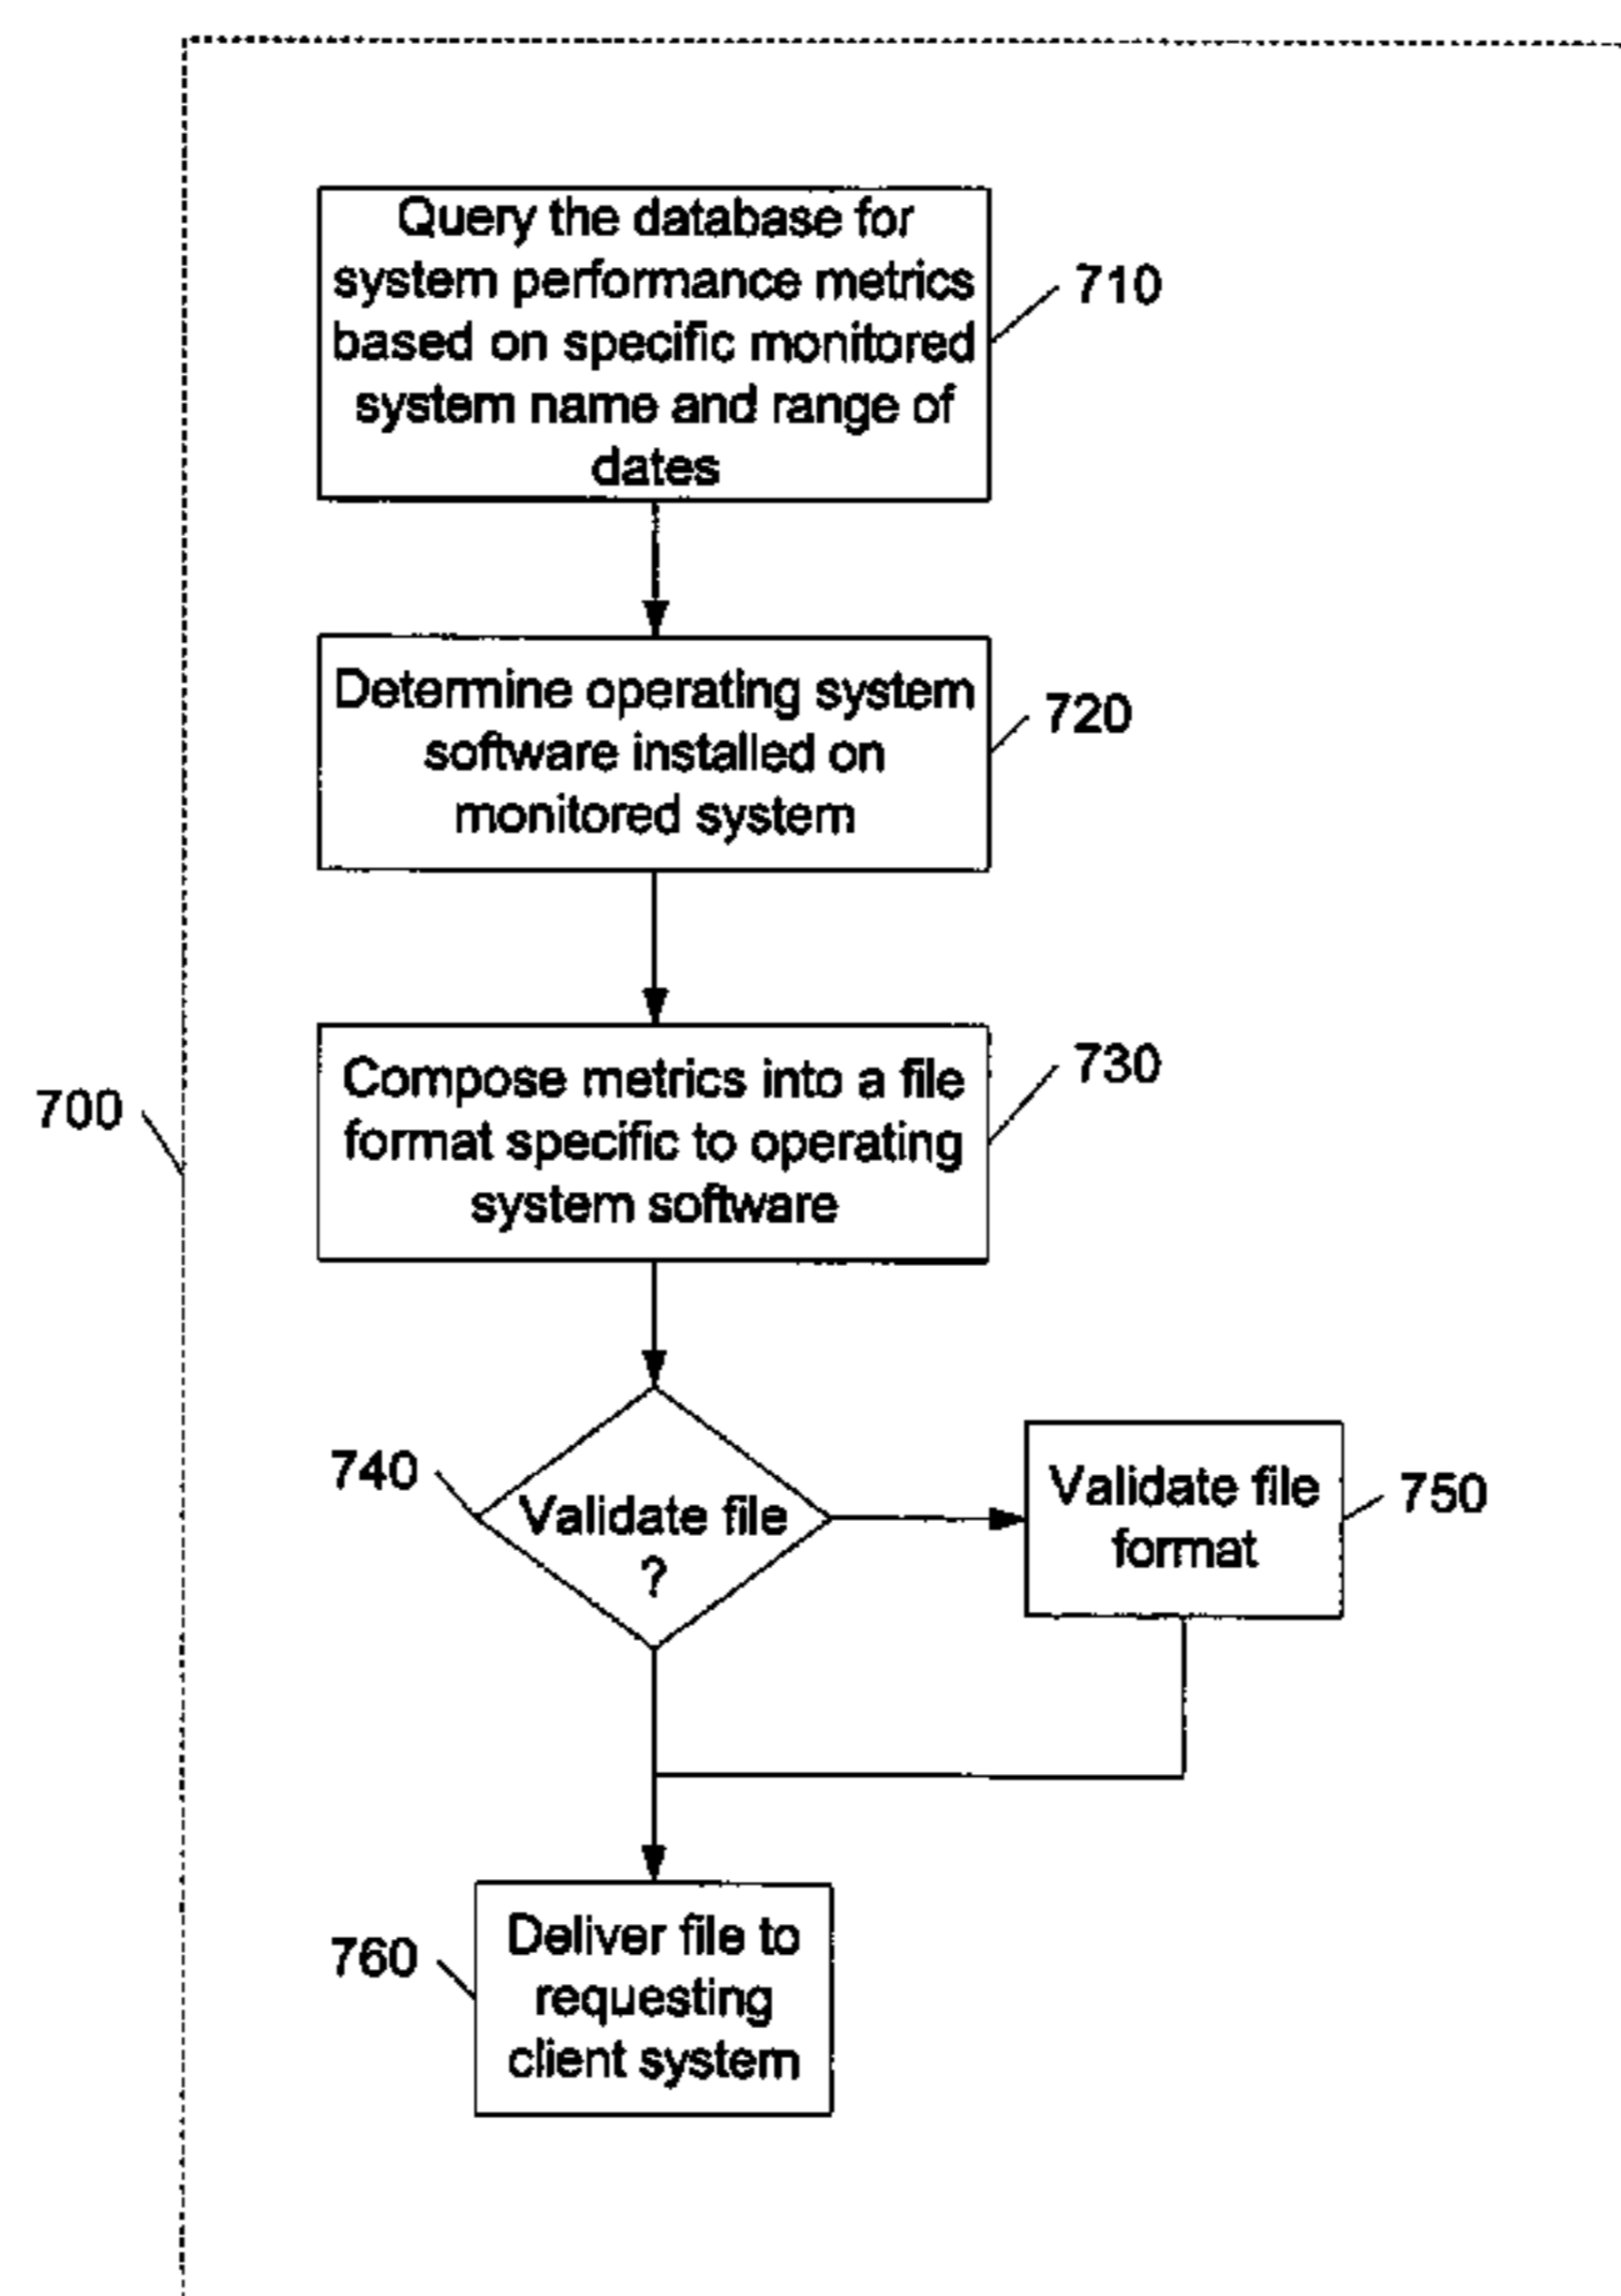 Query the database for
system performance metrics
based on specific monitored
system name and range of
dates
710
Determine operating system
software installed on
monitored system
720
Compose metrics into a file
format specific to operating
system software
730
700
740
Validate file
?
Validate file
format
750
760
Deliver file to
requesting
client system